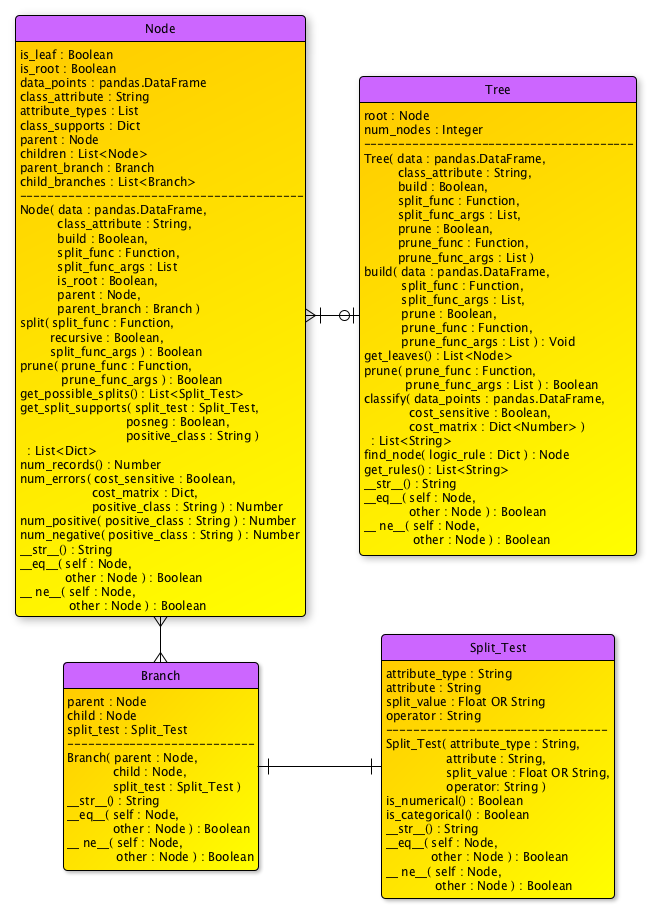 Node
is_leaf : Boolean
is_root : Boolean
data_points : pandas.DataFrame
class_attribute : String
attribute_types : List
class_supports : Dict
parent : Node
children : List<Node>
parent_branch : Branch
child_branches : List<Branch>
Node( data : pandas.DataFrame,
class_attribute : String,
build : Boolean,
split_func : Function,
split_func_args : List
is_root : Boolean,
parent : Node,
parent_branch : Branch )
split( split_func : Function,
recursive : Boolean,
split_func_args ) : Boolean
prune( prune_func : Function,
prune_func_args ) : Boolean
get_possible_splits() : List<Split_Test>
get_split_supports( split_test : Split_Test,
posneg : Boolean,
positive_class : String )
: List<Dict>
num_records() : Number
num_errors( cost_sensitive : Boolean,
cost_matrix : Dict,
positive_class : String ) : Number
num_positive( positive_class : String ) : Number
num_negative( positive_class : String ) : Number
__str__() : String
__eq__( self : Node,
other : Node ) : Boolean
__ ne__( self : Node,
other : Node ) : Boolean
Tree
root : Node
num_nodes : Integer
Tree( data : pandas.DataFrame,
class_attribute : String,
build : Boolean,
split_func : Function,
split_func_args : List,
prune : Boolean,
prune_func : Function,
prune_func_args : List )
build( data : pandas.DataFrame,
split_func : Function,
split_func_args : List,
prune : Boolean,
prune_func : Function,
prune_func_args : List ) : Void
get_leaves() : List<Node>
prune( prune_func : Function,
prune_func_args : List ) : Boolean
classify( data_points : pandas.DataFrame,
cost_sensitive : Boolean,
cost_matrix : Dict<Number> )
: List<String>
find_node( logic_rule : Dict ) : Node
get_rules() : List<String>
__str__() : String
__eq__( self : Node,
other : Node ) : Boolean
__ ne__( self : Node,
other : Node ) : Boolean
Branch
parent : Node
child : Node
split_test : Split_Test
Branch( parent : Node,
child : Node,
split_test : Split_Test )
__str__() : String
__eq__( self : Node,
other : Node ) : Boolean
__ ne__( self : Node,
other : Node ) : Boolean
Split_Test
attribute_type : String
attribute : String
split_value : Float OR String
operator : String
Split_Test( attribute_type : String,
attribute : String,
split_value : Float OR String,
operator: String )
is_numerical() : Boolean
is_categorical() : Boolean
__str__() : String
__eq__( self : Node,
other : Node ) : Boolean
__ ne__( self : Node,
other : Node ) : Boolean